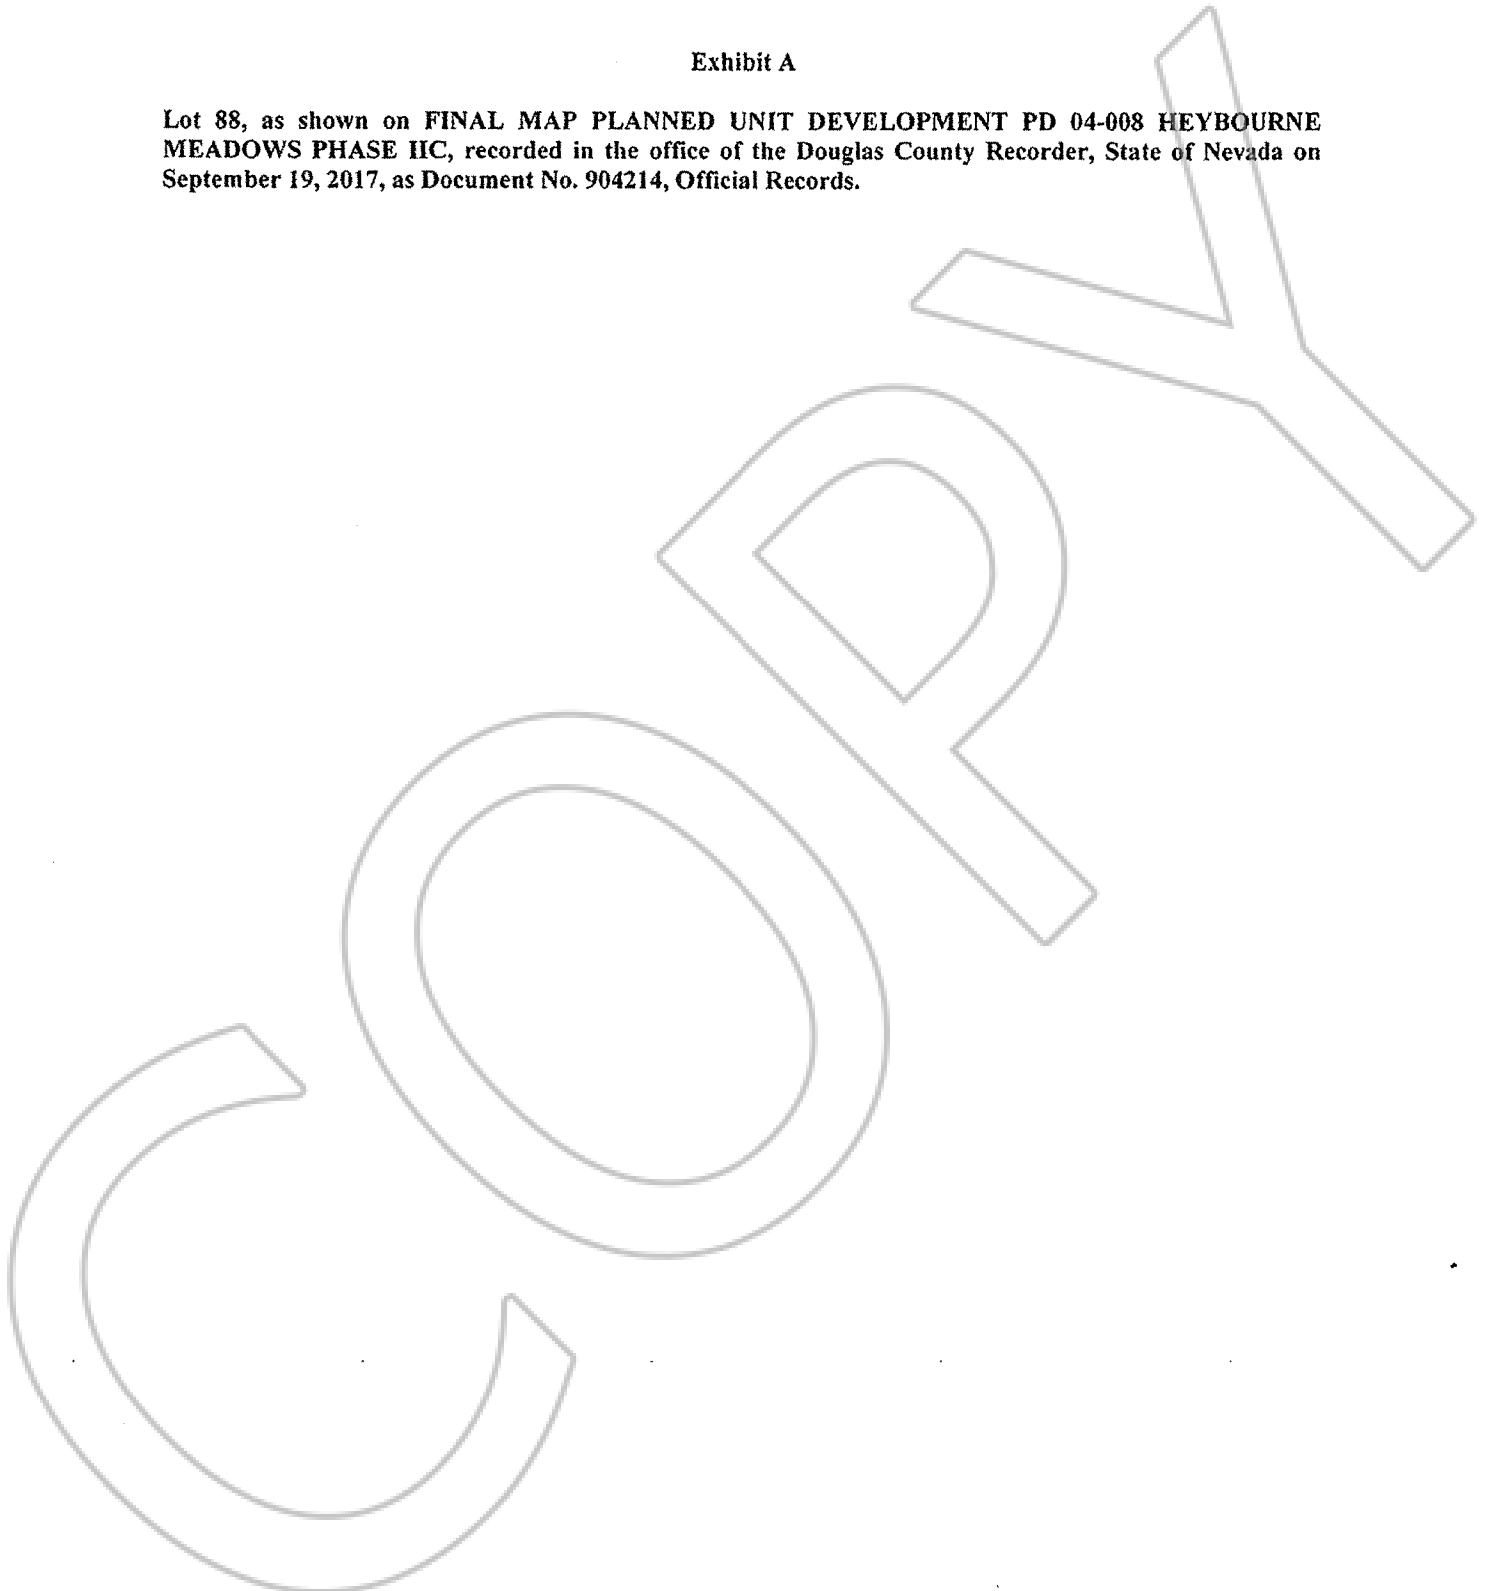 Exhibit A
Lot 88, as shown on FINAL MAP PLANNED UNIT DEVELOPMENT PD 04-008 HEYBOURNE
MEADOWS PHASE IIC, recorded in the office of the Douglas County Recorder, State of Nevada on
September 19, 2017, as Document No. 904214, Official Records.
COPY